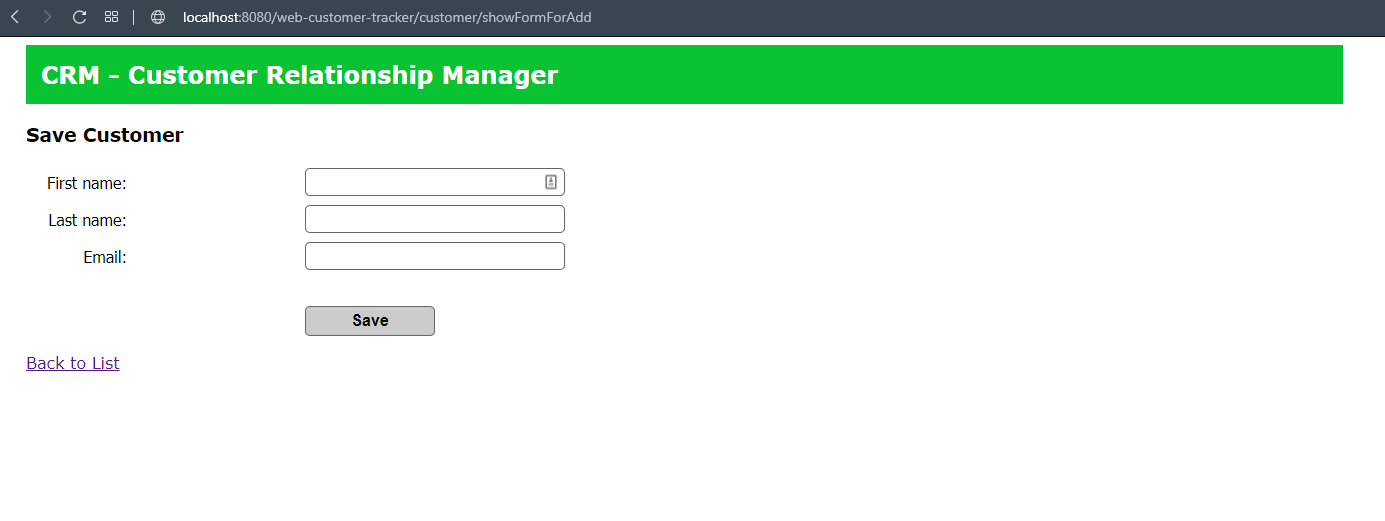 localhost:8080/web-customer-tracker/customer/showFormForAdd
CRM - Customer Relationship Manager
Save Customer
First name:
Last name:
Email:
Save
Back to List